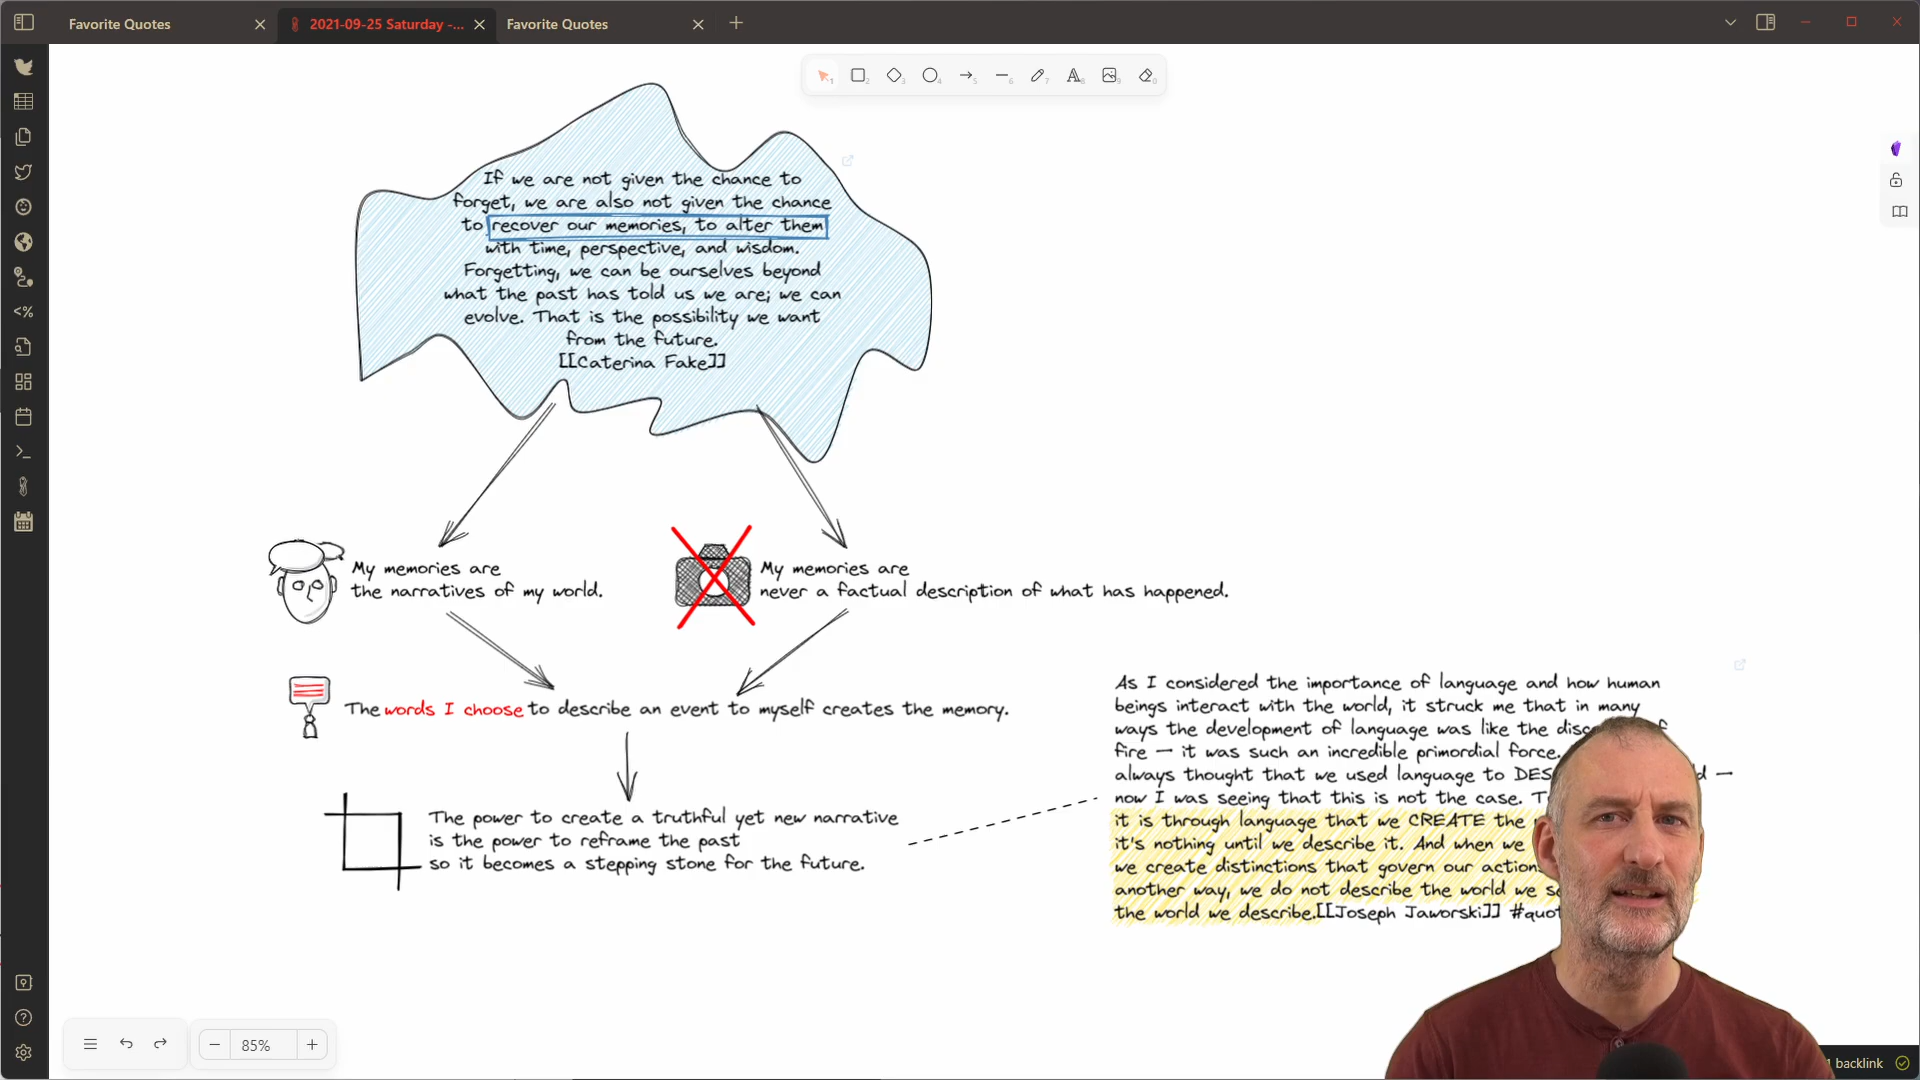 Favorite Quotes
2021-09-25 Saturday -...
Favorite Quotes
1
2
3
4
5
6
7
8
9
0
If we are not given the chance to
forget, we are also not given the chance
to recover our memories, to alter them
with time, perspective, and wisdom.
Forgetting, we can be ourselves beyond
what the past has told us we are; we can
evolve. That is the possibility we want
from the future.
[[Caterina Fake]]
<%
My memories are
the narratives of my world.
My memories are
never a factual description of what has happened.
The words I choose to describe an event to myself creates the memory.
The power to create a truthful yet new narrative
is the power to reframe the past
so it becomes a stepping stone for the future.
As I considered the importance of language and how human
beings interact with the world, it struck me that in many
ways the development of language was like the
fire — it was such an incredible primordial force.
always thought that we used language to —
now I was seeing that this is not the case.
it is through language that we CREATE the
it's nothing until we describe it. And when we
we create distinctions that govern our
another way, we do not describe the world we
the world we describe.[[Joseph Jaworski]]
85%
1 backlink